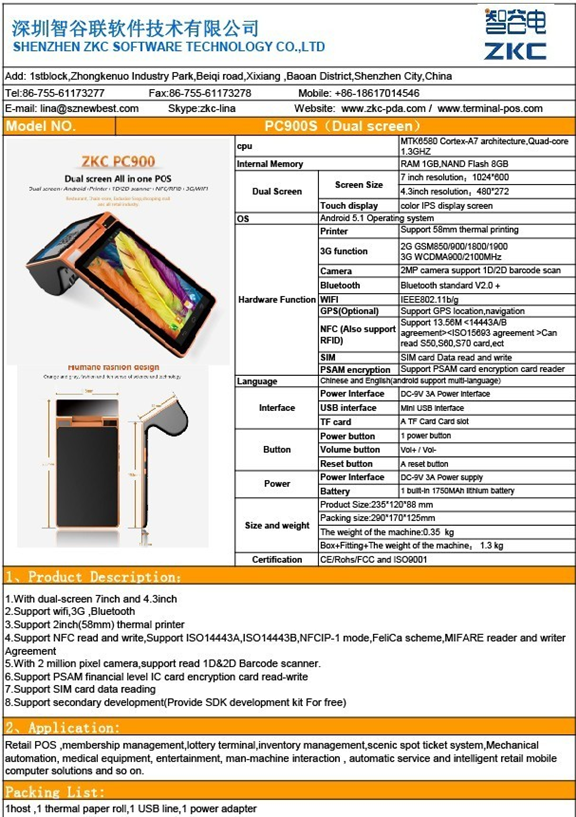 深圳智谷联软件技术有限公司
SHENZHEN ZKC SOFTWARE TECHNOLOGY CO.,LTD
智谷电
ZKC
Add: 1stblock,Zhongkenuo Industry Park,Beiqi road,Xixiang ,Baoan District,Shenzhen City,China
Tel:86-755-61173277 Fax:86-755-61173278 Mobile: +86-18617014546
E-mail: lina@sznewbest.com Skype:zkc-lina Website: www.zkc-pda.com / www.terminal-pos.com
Model NO. PC900S（Dual screen）
ZKC PC900
Dual screen All in one POS
Dual screen · Android · Printer · 1D/2D scanner · NFC/RFID · 3G/WIFI
Humane fashion design
Orange and gray, fashion and rich sense of science and technology
cpu MTK6580 Cortex-A7 architecture,Quad-core
1.3GHZ
Internal Memory RAM 1GB,NAND Flash 8GB
Dual Screen Screen Size 7 inch resolution；1024*600
4.3inch resolution，480*272
Touch display color IPS display screen
OS Android 5.1 Operating system
Hardware Function
Printer Support 58mm thermal printing
3G function 2G GSM850/900/1800/1900
3G WCDMA900/2100MHz
Camera 2MP camera support 1D/2D barcode scan
Bluetooth Bluetooth standard V2.0 +
WIFI IEEE802.11b/g
GPS(Optional) Support GPS location,navigation
NFC (Also support RFID) Support 13.56M <14443A/B
agreement><ISO15693 agreement >Can
read S50,S60,S70 card,ect
SIM SIM card Data read and write
PSAM encryption Support PSAM card encryption card reader
Language Chinese and English(android support multi-language)
Interface Power Interface DC-9V 3A Power Interface
USB interface Mini USB Interface
TF card A TF Card Card slot
Button Power button 1 power button
Volume button Vol+ / Vol-
Reset button A reset button
Power Power Interface DC-9V 3A Power supply
Battery 1 built-in 1750MAh lithium battery
Size and weight Product Size:235*120*88 mm
Packing size:290*170*125mm
The weight of the machine:0.35 kg
Box+Fitting+The weight of the machine： 1.3 kg
Certification CE/Rohs/FCC and ISO9001
1、Product Description：
1.With dual-screen 7inch and 4.3inch
2.Support wifi,3G ,Bluetooth
3.Support 2inch(58mm) thermal printer
4.Support NFC read and write,Support ISO14443A,ISO14443B,NFCIP-1 mode,FeliCa scheme,MIFARE reader and writer
Agreement
5.With 2 million pixel camera,support read 1D&2D Barcode scanner.
6.Support PSAM financial level IC card encryption card read-write
7.Support SIM card data reading
8.Support secondary development(Provide SDK development kit For free)
2、Application:
Retail POS ,membership management,lottery terminal,inventory management,scenic spot ticket system,Mechanical
automation, medical equipment, entertainment, man-machine interaction , automatic service and intelligent retail mobile
computer solutions and so on.
Packing List:
1host ,1 thermal paper roll,1 USB line,1 power adapter